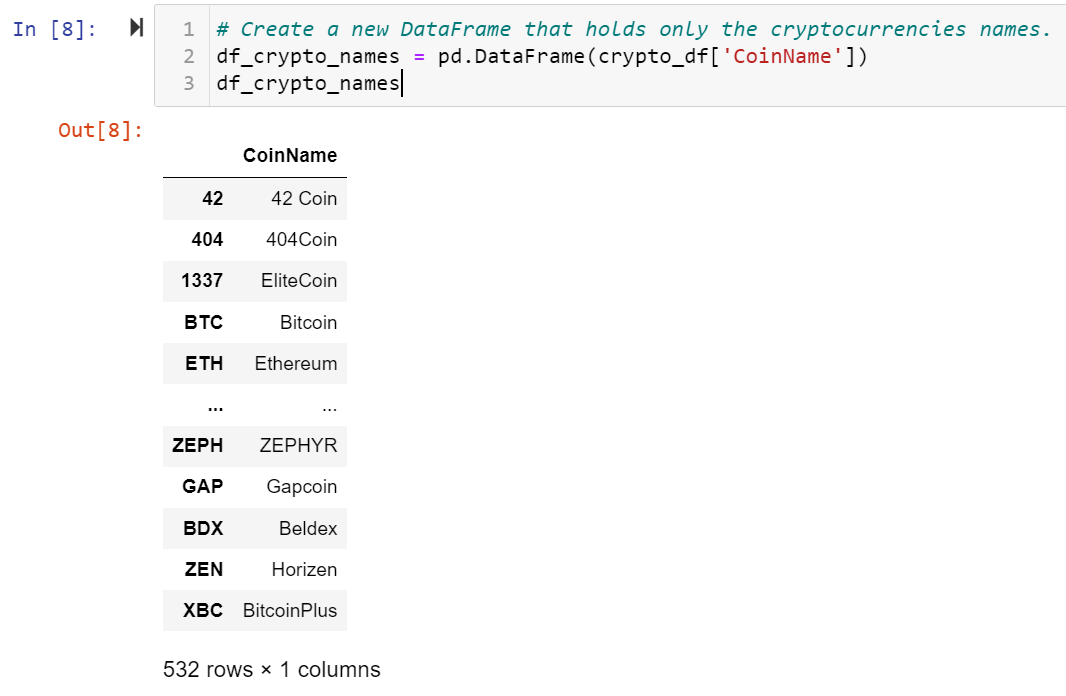 In [8]:
1 # Create a new DataFrame that holds only the cryptocurrencies names.
2 df_crypto_names = pd.DataFrame(crypto_df['CoinName'])
3 df_crypto_names
Out[8]:
CoinName
42 42 Coin
404 404Coin
1337 EliteCoin
BTC Bitcoin
ETH Ethereum
... ...
ZEPH ZEPHYR
GAP Gapcoin
BDX Beldex
ZEN Horizen
XBC BitcoinPlus
532 rows × 1 columns